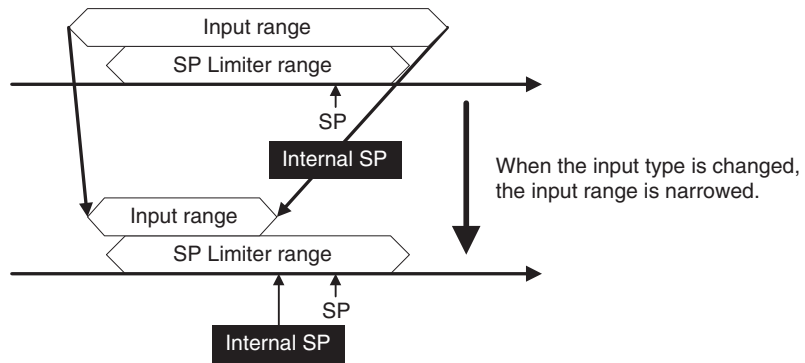 Input range
SP Limiter range
SP
Internal SP
When the input type is changed,
the input range is narrowed.
Input range
SP Limiter range
SP
Internal SP